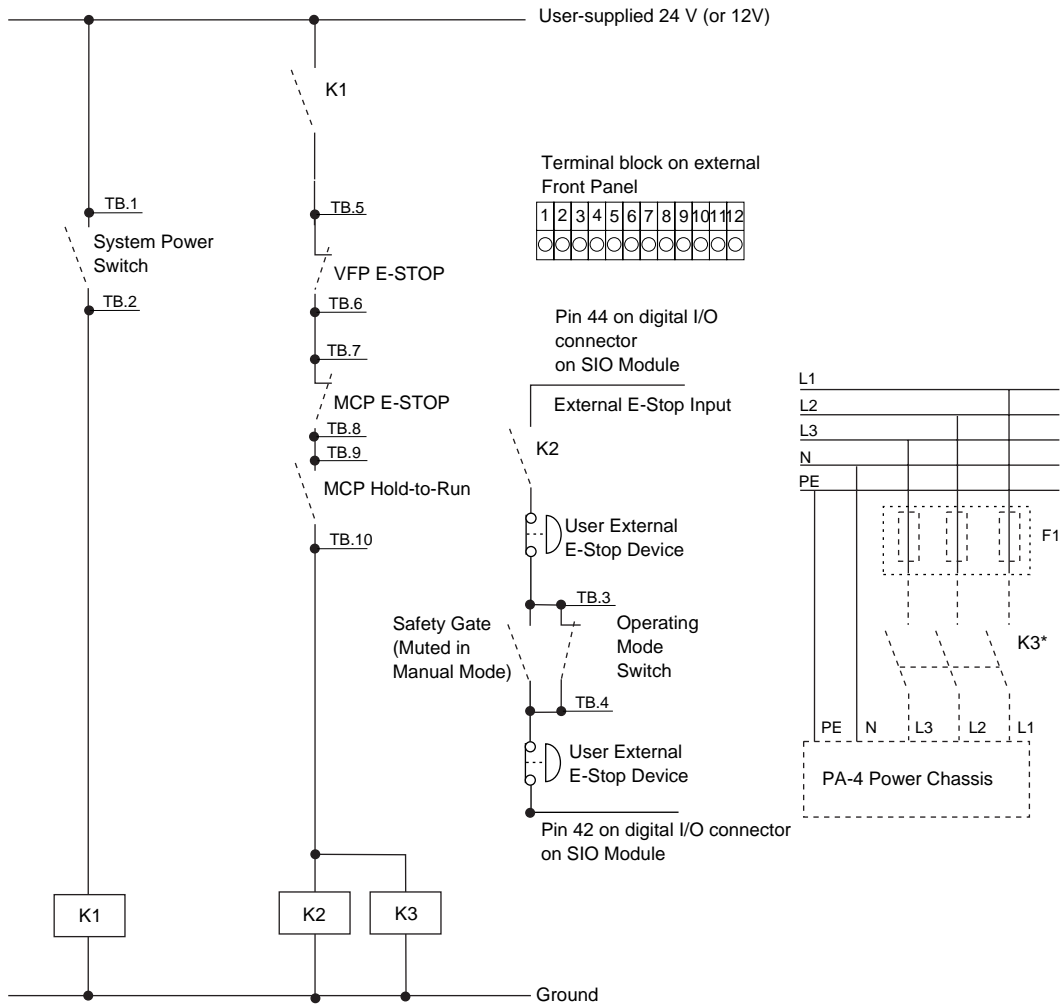 User-supplied 24 V (or 12V)
K1
TB.1
System Power
Switch
TB.2
TB.5
VFP E-STOP
TB.6
TB.7
MCP E-STOP
TB.8
TB.9
MCP Hold-to-Run
TB.10
Terminal block on external
Front Panel
1 2 3 4 5 6 7 8 9 10 11 12
Pin 44 on digital I/O
connector
on SIO Module
External E-Stop Input
K2
User External
E-Stop Device
TB.3
Safety Gate
(Muted in
Manual Mode)
Operating
Mode
Switch
TB.4
User External
E-Stop Device
Pin 42 on digital I/O connector
on SIO Module
L1
L2
L3
N
PE
F1
K3*
PE N L3 L2 L1
PA-4 Power Chassis
K1
K2
K3
Ground